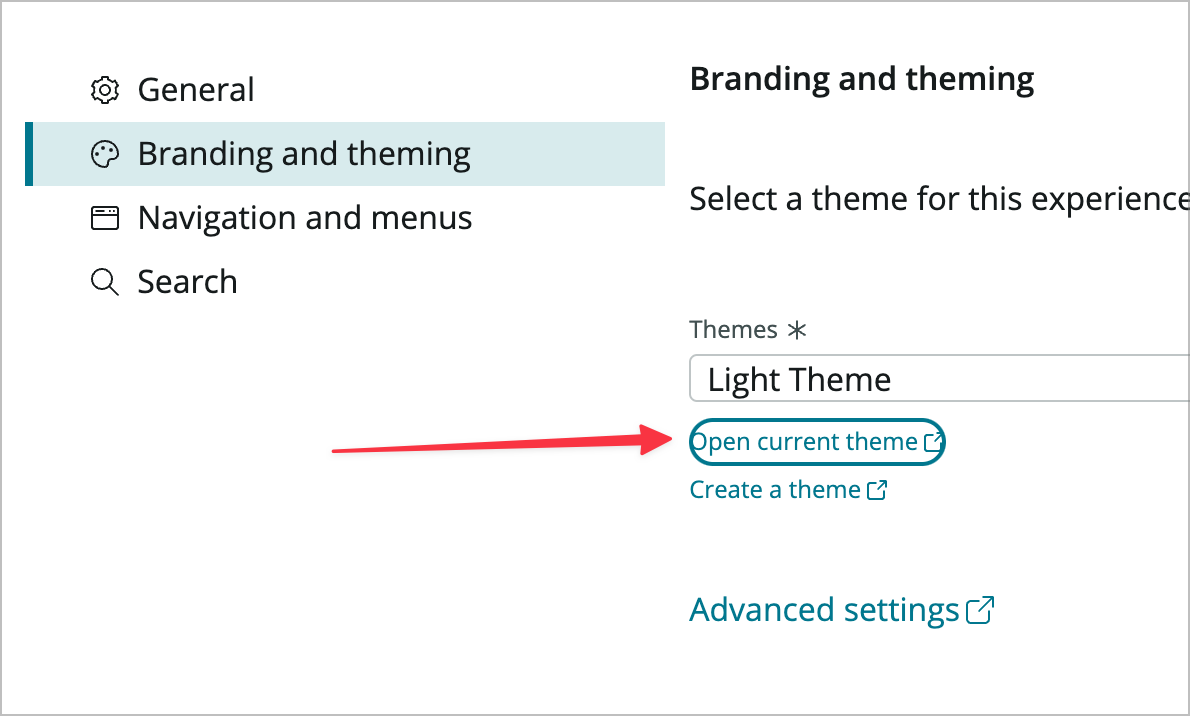 General
Branding and theming
Navigation and menus
Search
Branding and theming
Select a theme for this experience
Themes *
Light Theme
Open current theme
Create a theme
Advanced settings